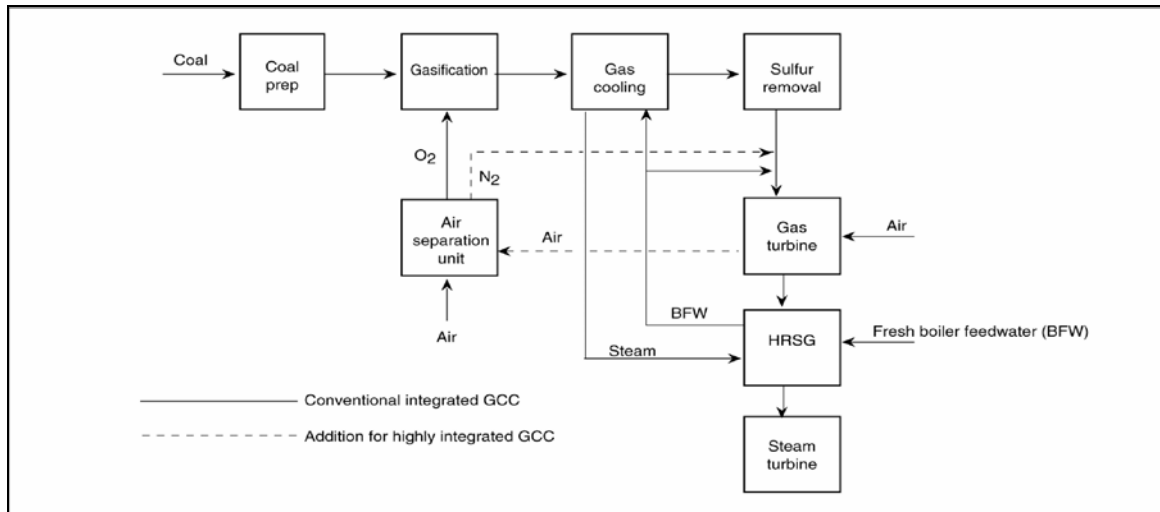 Coal
Coal
prep
Gasification
Gas
cooling
Sulfur
removal
O2
N2
Air
separation
unit
Air
Gas
turbine
Air
Air
BFW
HRSG
Fresh boiler feedwater (BFW)
Steam
Conventional integrated GCC
Addition for highly integrated GCC
Steam
turbine